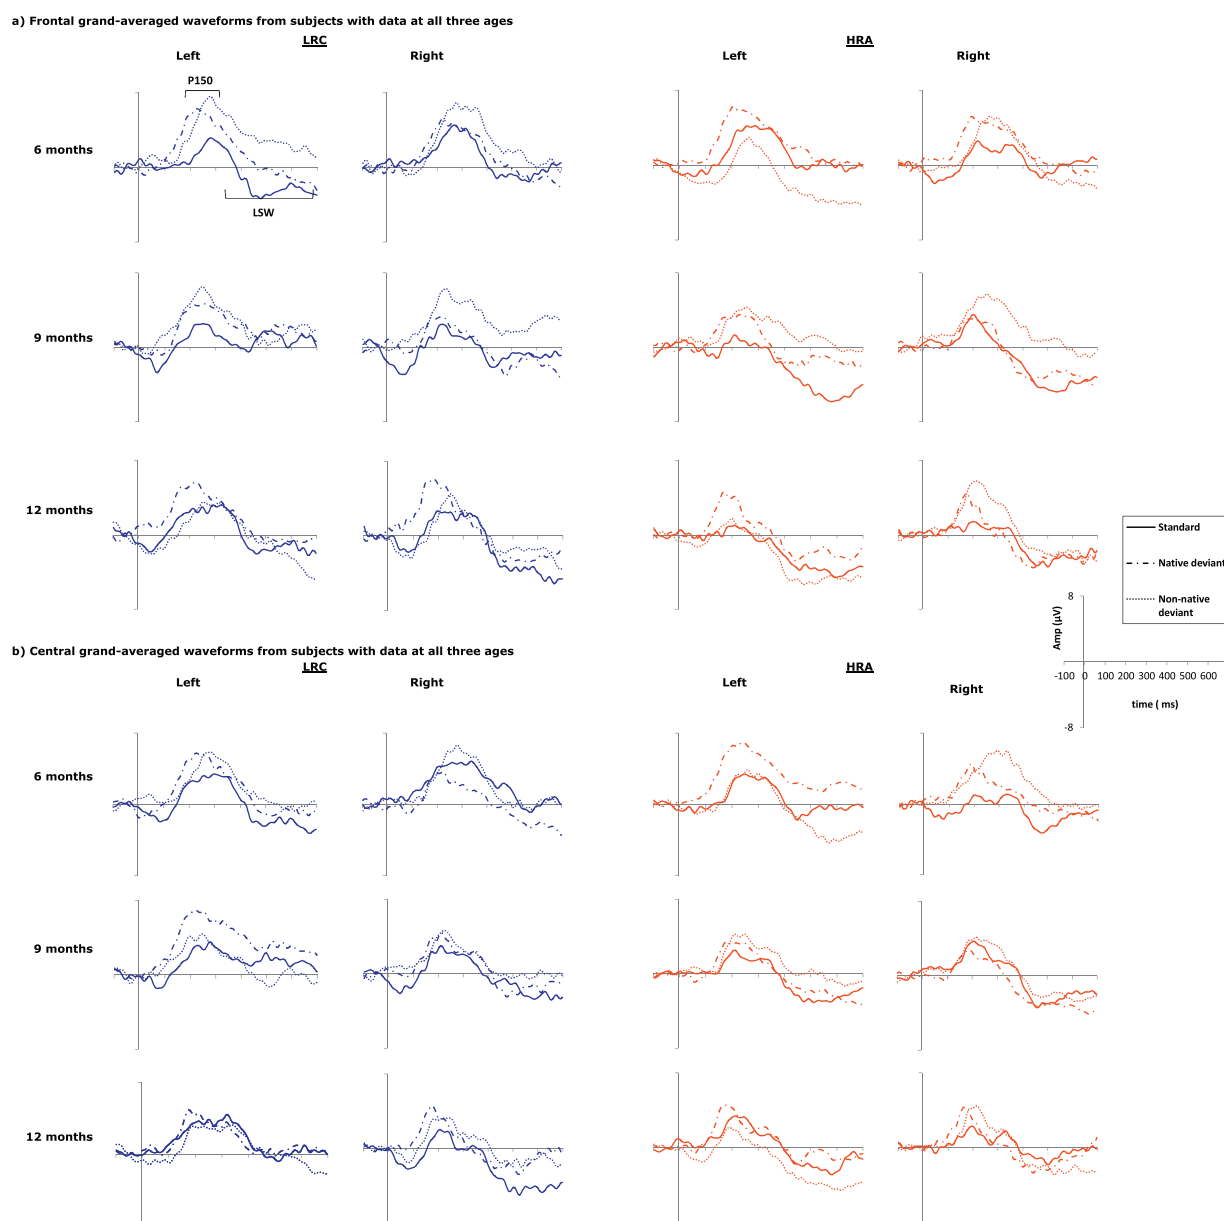 a) Frontal grand-averaged waveforms from subjects with data at all three ages
LRC
HRA
Left
Right
Left
Right
P150
6 months
LSW
9 months
12 months
Standard
Native deviant
Non-native
deviant
8
Amp (µV)
-100 0 100 200 300 400 500 600
time ( ms)
-8
b) Central grand-averaged waveforms from subjects with data at all three ages
LRC
HRA
Left
Right
Left
Right
6 months
9 months
12 months